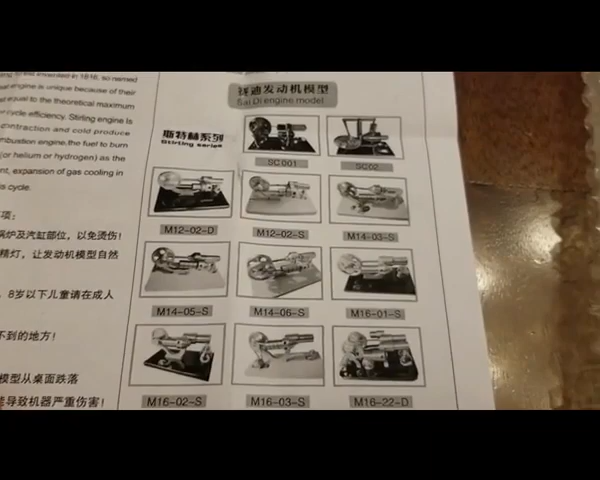 invented in 1816, so named
engine is unique because of their
equal to the theoretical maximum
cycle efficiency. Stirling engine is
contraction and cold produce
engine,the fuel to burn
(or helium or hydrogen) as the
expansion of gas cooling in
cycle.
项:
锅炉及汽缸部位，以免烫伤!
精灯，让发动机模型自然
8岁以下儿童请在成人
不到的地方!
模型从桌面跌落
能导致机器严重伤害!
赛迪发动机模型
Sai Di engine model
斯特林系列
Stirling series
SC001
SC02
M12-02-D
M12-02-S
M14-03-S
M14-05-S
M14-06-S
M16-01-S
M16-02-S
M16-03-S
M16-22-D